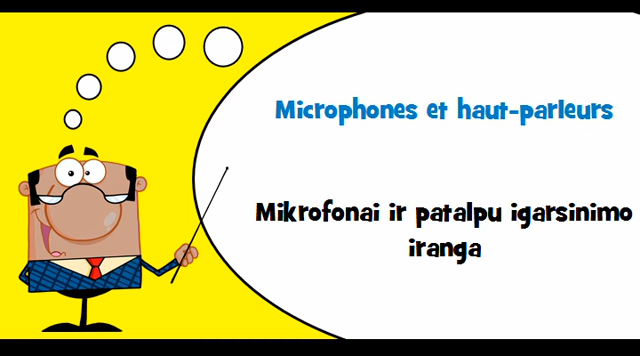 Microphones et haut-parleurs
Mikrofonai ir patalpu igarsinimo
iranga